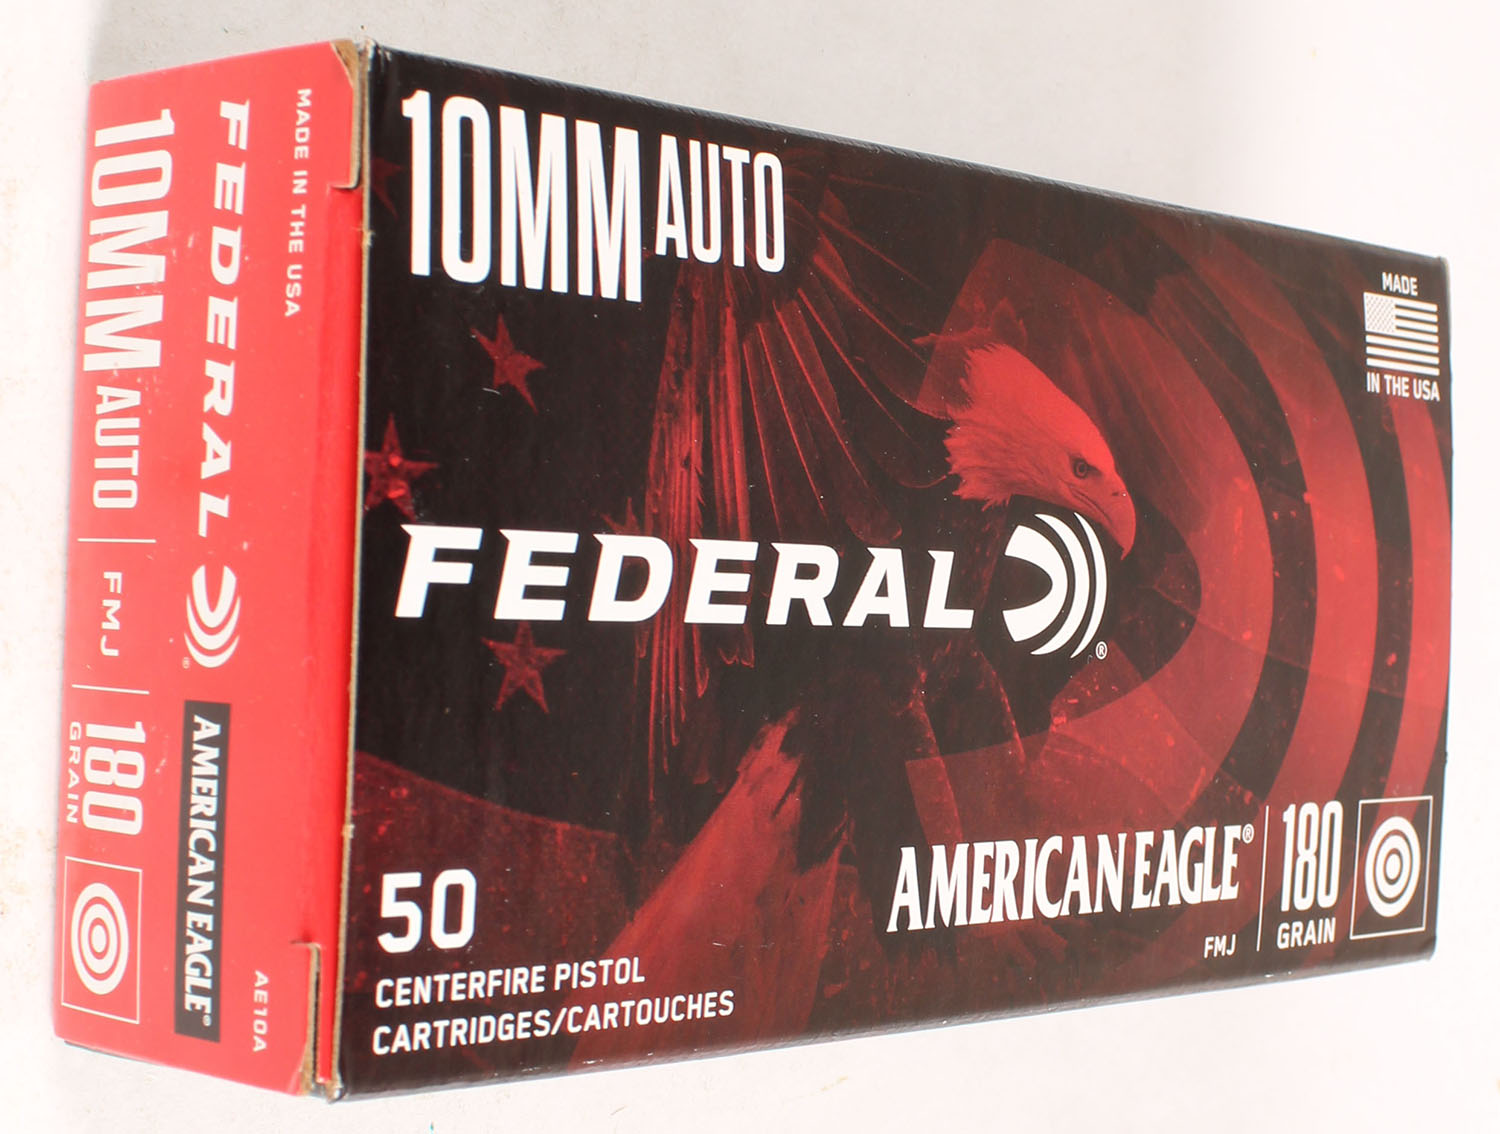 10MM AUTO
MADE
IN THE USA
FEDERAL®
50
CENTERFIRE PISTOL
CARTRIDGES/CARTOUCHES
AMERICAN EAGLE®
FMJ
180
GRAIN
MADE IN THE USA
FEDERAL®
AMERICAN EAGLE®
10MM AUTO
FMJ
180
GRAIN
AE10A